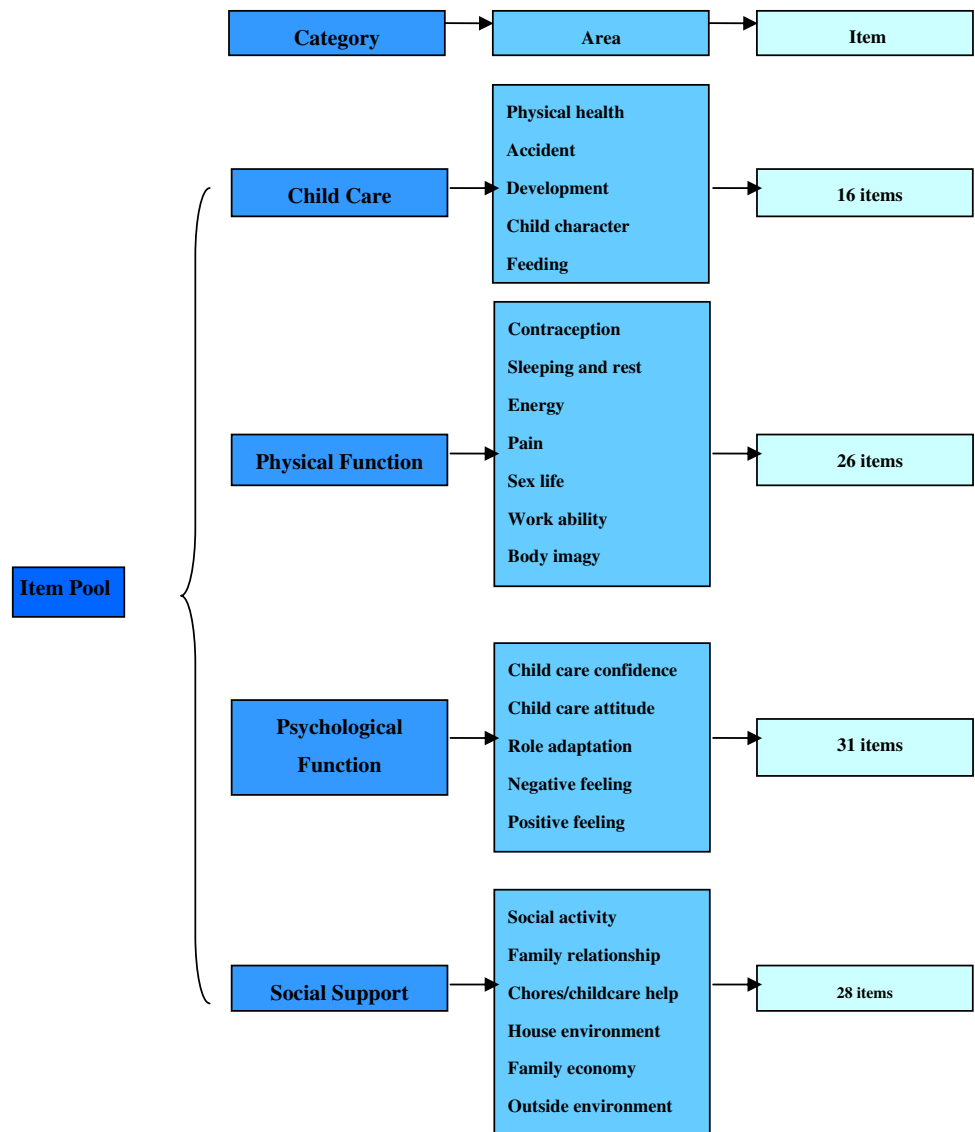 Category
Area
Item
Child Care
Physical health
Accident
Development
Child character
Feeding
16 items
Physical Function
Contraception
Sleeping and rest
Energy
Pain
Sex life
Work ability
Body imagy
26 items
Item Pool
Psychological
Function
Child care confidence
Child care attitude
Role adaptation
Negative feeling
Positive feeling
31 items
Social Support
Social activity
Family relationship
Chores/childcare help
House environment
Family economy
Outside environment
28 items